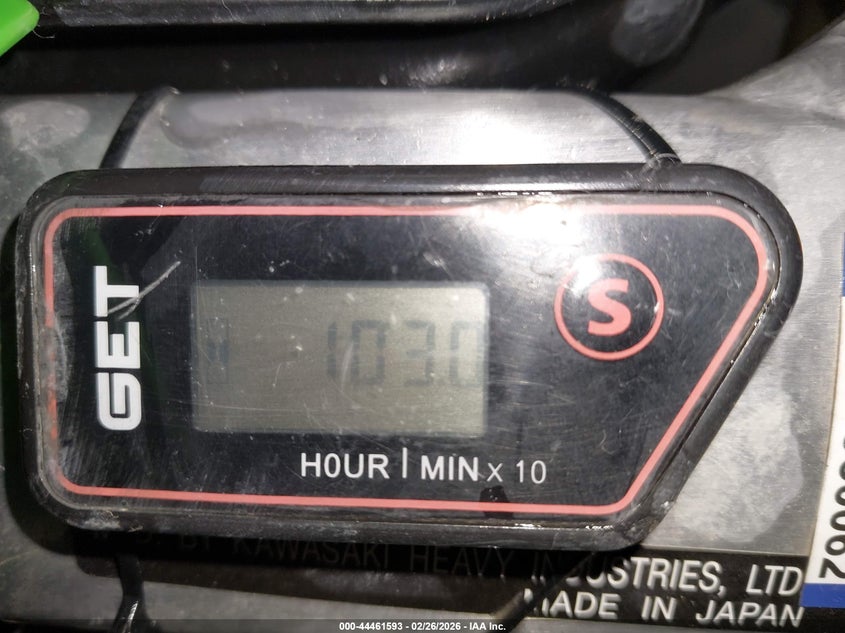 GET
S
103.0
HOUR | MIN x 10
BY KAWASAKI HEAVY INDUSTRIES, LTD
MADE IN JAPAN
000-44461593 - 02/26/2026 - IAA Inc.